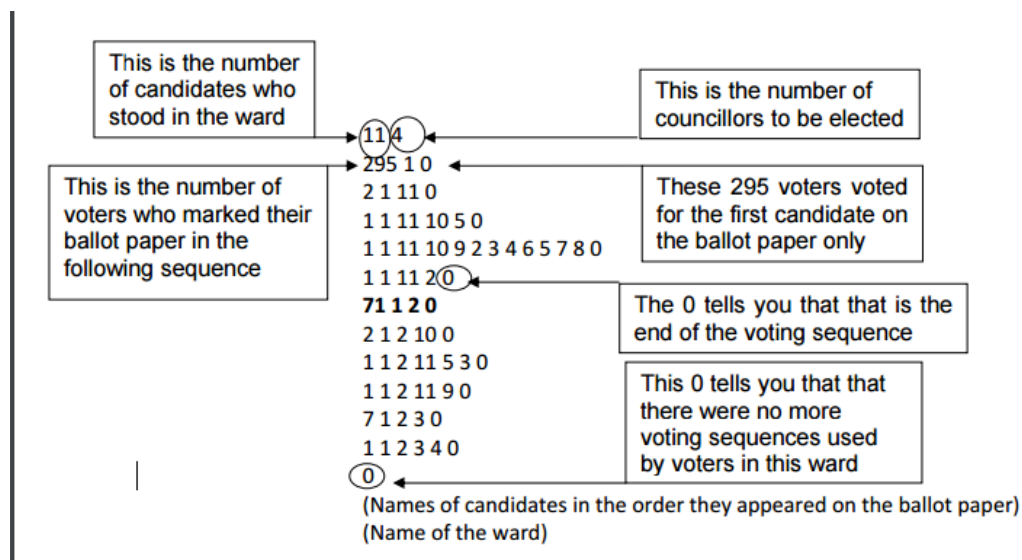 This is the number
of candidates who
stood in the ward
This is the number of
councillors to be elected
11 4
295 1 0
This is the number of
voters who marked their
ballot paper in the
following sequence
These 295 voters voted
for the first candidate on
the ballot paper only
2 1 11 0
1 1 11 10 5 0
1 1 11 10 9 2 3 4 6 5 7 8 0
1 1 11 2 0
The 0 tells you that that is the
end of the voting sequence
71 1 2 0
2 1 2 10 0
1 1 2 11 5 3 0
1 1 2 11 9 0
7 1 2 3 0
1 1 2 3 4 0
This 0 tells you that that
there were no more
voting sequences used
by voters in this ward
0
(Names of candidates in the order they appeared on the ballot paper)
(Name of the ward)